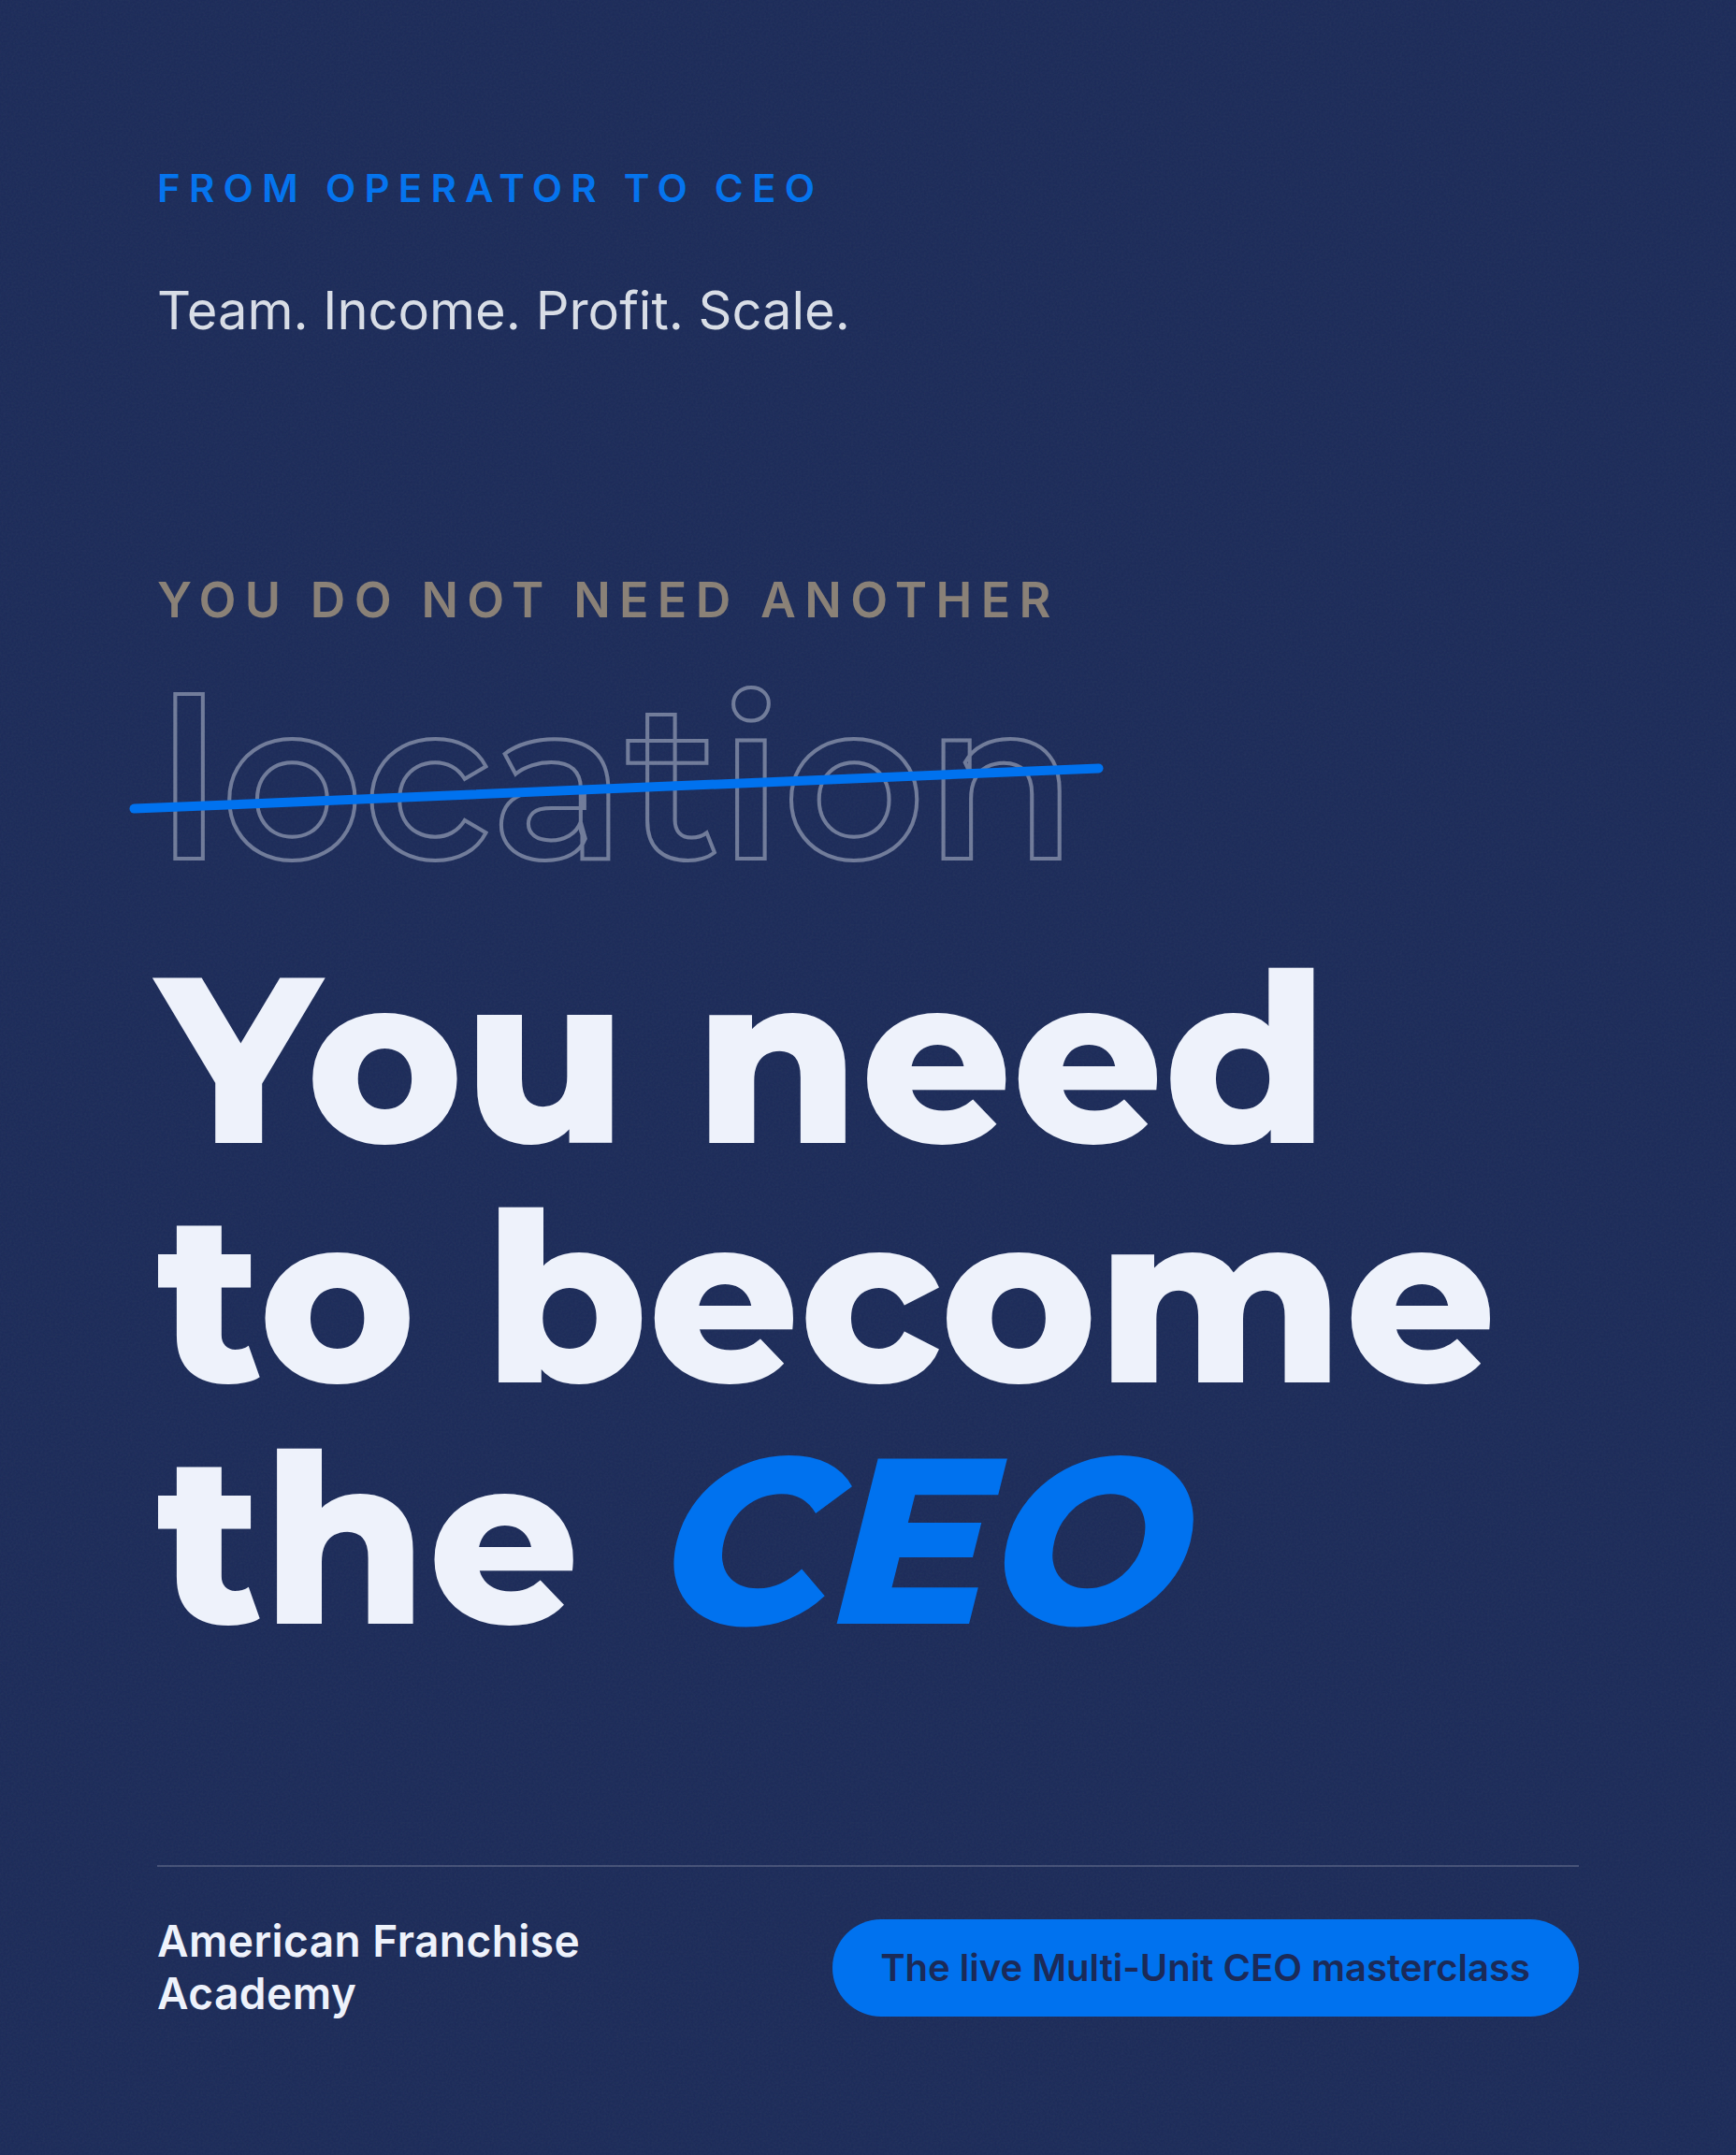 FROM OPERATOR TO CEO
Team. Income. Profit. Scale.
YOU DO NOT NEED ANOTHER
location
You need
to become
the CEO
American Franchise
Academy
The live Multi-Unit CEO masterclass